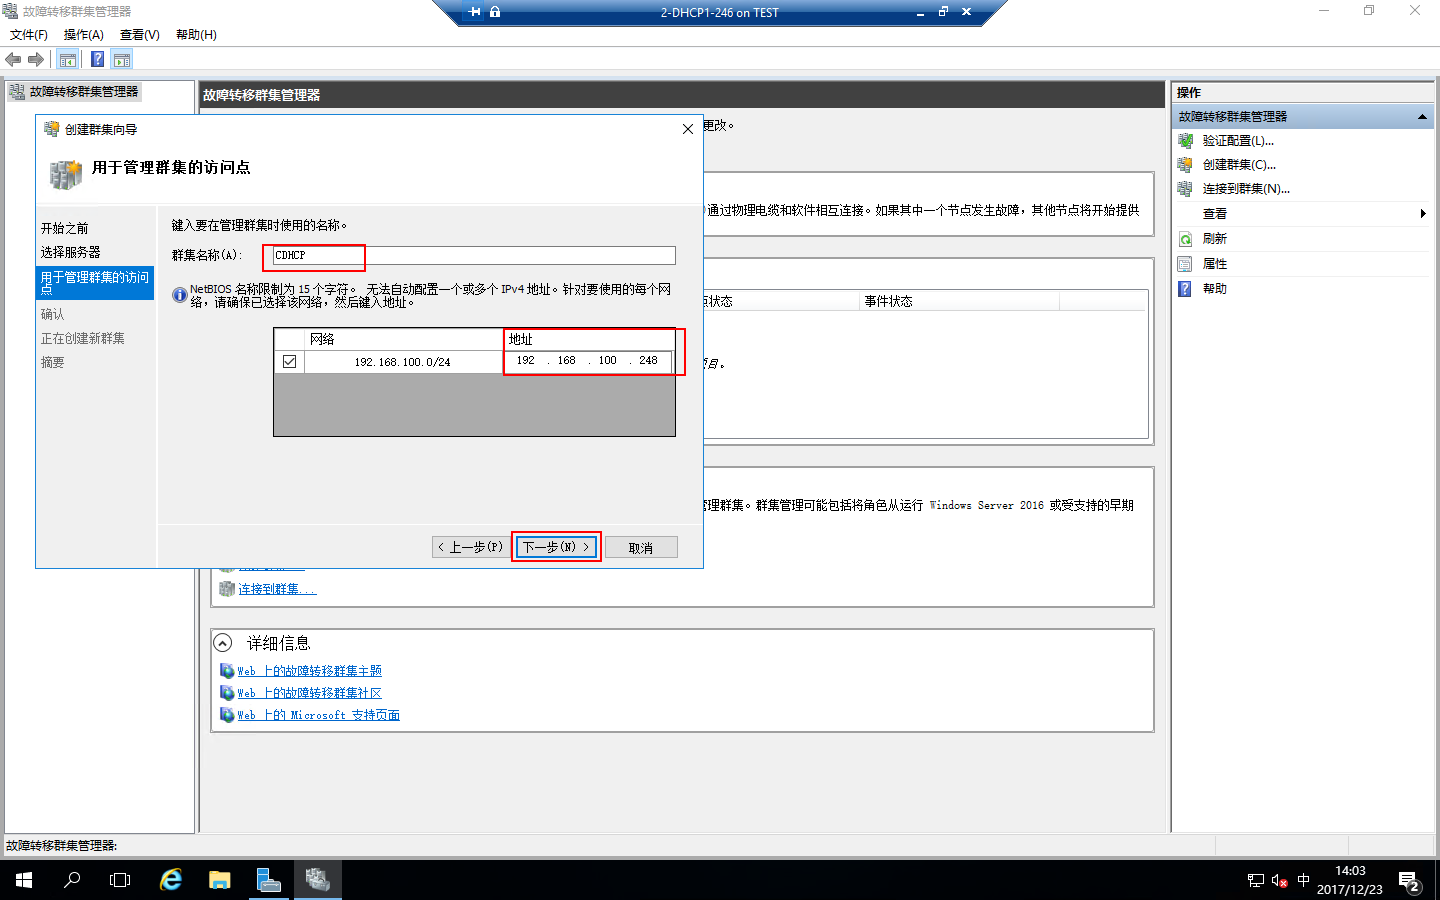 故障转移群集管理器
2-DHCP1-246 on TEST
文件(F) 操作(A) 查看(V) 帮助(H)
故障转移群集管理器
故障转移群集管理器
更改。
通过物理电缆和软件相互连接。如果其中一个节点发生故障，其他节点将开始提供
状态 事件状态
目。
管理群集。群集管理可能包括将角色从运行 Windows Server 2016 或受支持的早期
连接到群集...
详细信息
Web 上的故障转移群集主题
Web 上的故障转移群集社区
Web 上的 Microsoft 支持页面
创建群集向导
用于管理群集的访问点
开始之前
选择服务器
用于管理群集的访问
点
确认
正在创建新群集
摘要
键入要在管理群集时使用的名称。
群集名称(A): CDHCP
NetBIOS 名称限制为 15 个字符。 无法自动配置一个或多个 IPv4 地址。针对要使用的每个网
络，请确保已选择该网络，然后键入地址。
网络 地址
192.168.100.0/24 192 . 168 . 100 . 248
< 上一步(P) 下一步(N) > 取消
操作
故障转移群集管理器
验证配置(L)...
创建群集(C)...
连接到群集(N)...
查看
刷新
属性
帮助
故障转移群集管理器:
中
14:03
2017/12/23
2